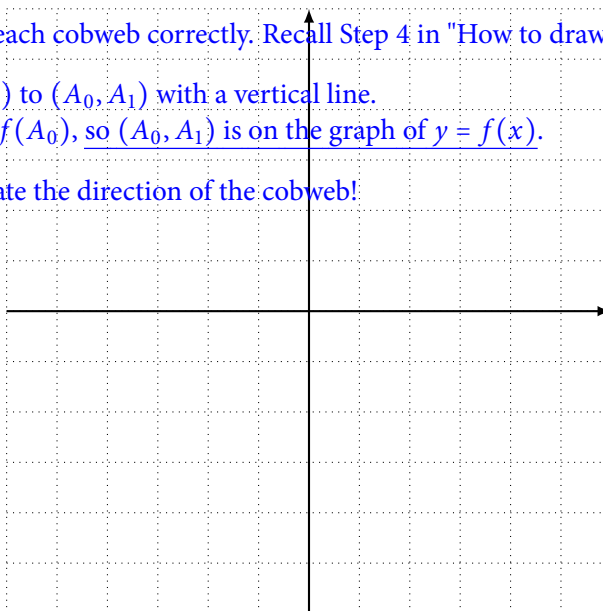 each cobweb correctly. Recall Step 4 in "How to draw
) to (A₀, A₁) with a vertical line.
f(A₀), so (A₀, A₁) is on the graph of y = f(x).
ate the direction of the cobweb!